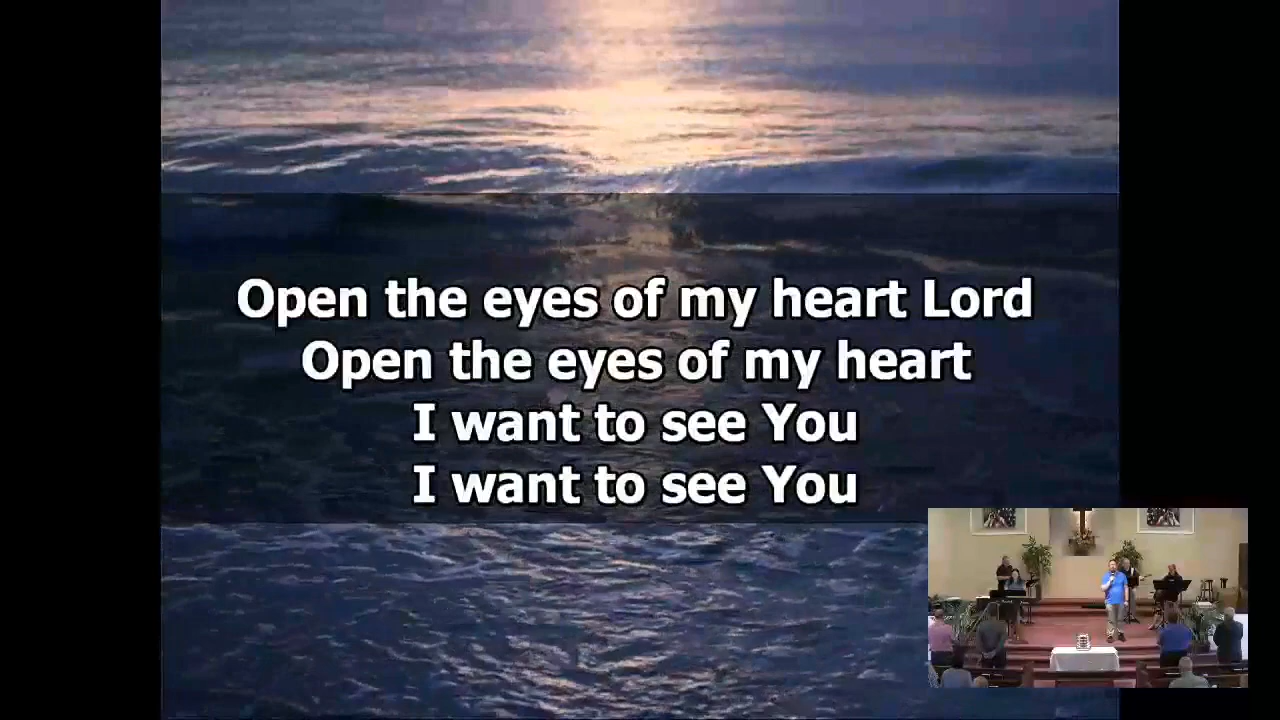 Open the eyes of my heart Lord
Open the eyes of my heart
I want to see You
I want to see You